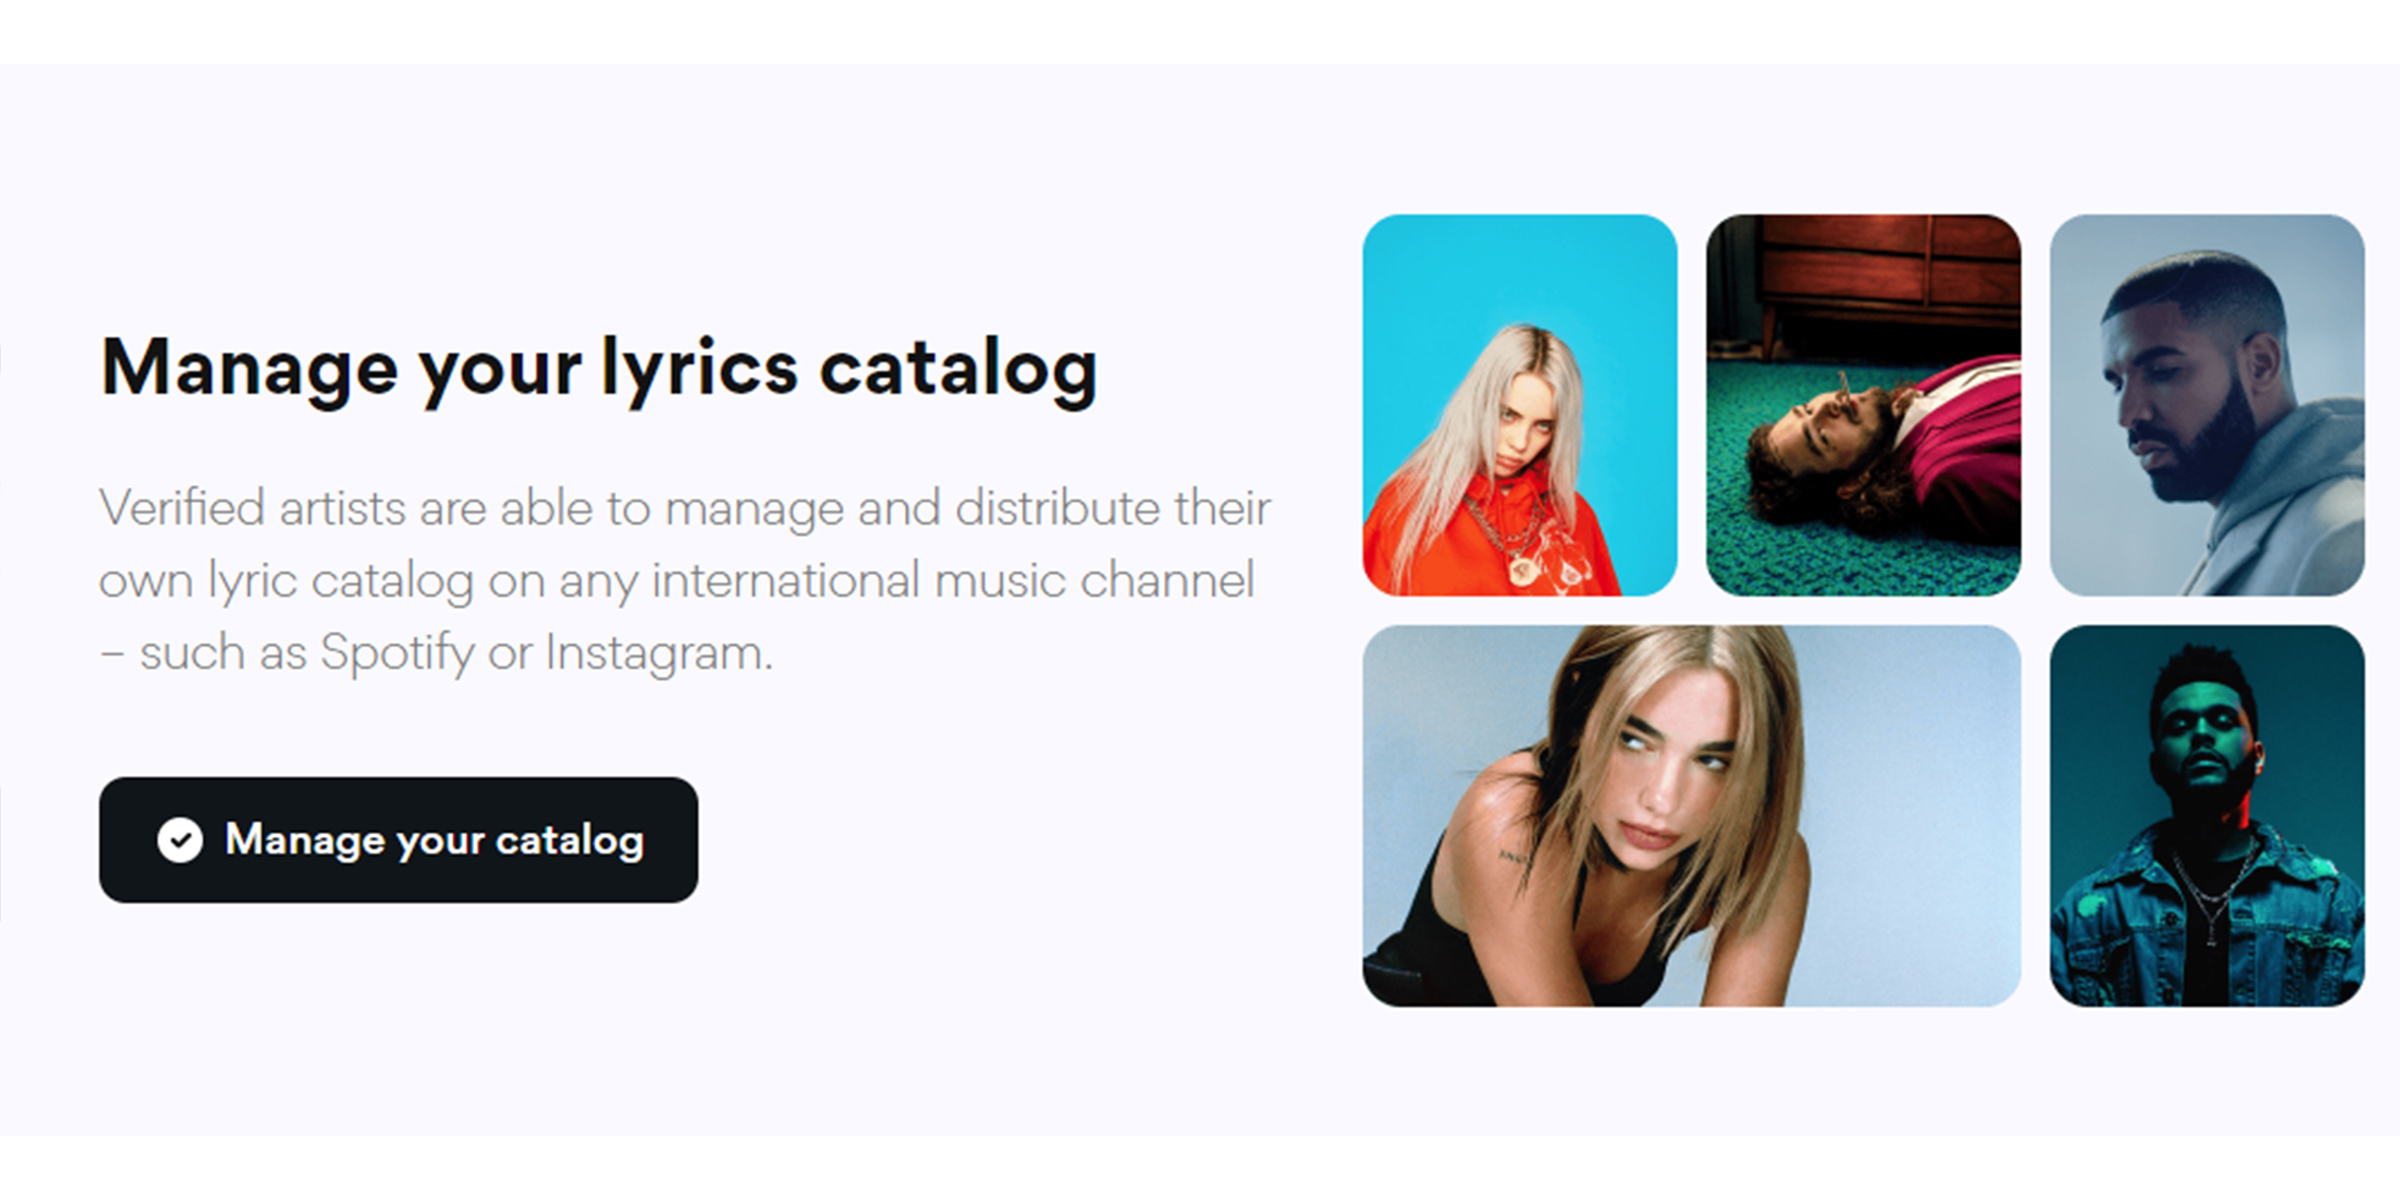 Manage your lyrics catalog
Verified artists are able to manage and distribute their
own lyric catalog on any international music channel
– such as Spotify or Instagram.
Manage your catalog